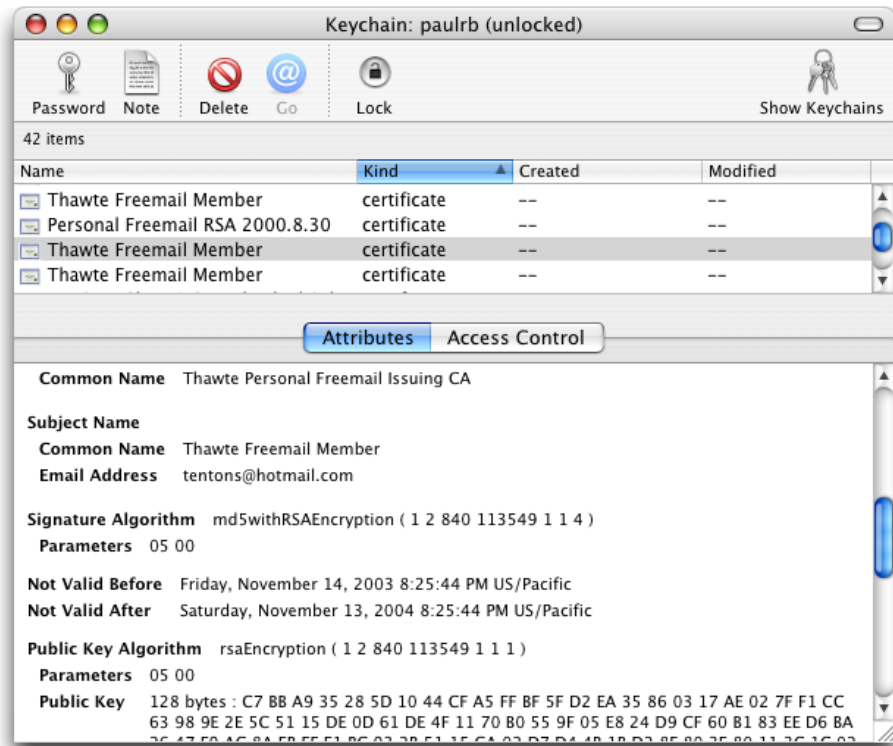 Keychain: paulrb (unlocked)
Password Note Delete Go Lock Show Keychains
42 items
Name Kind Created Modified
Thawte Freemail Member certificate -- --
Personal Freemail RSA 2000.8.30 certificate -- --
Thawte Freemail Member certificate -- --
Thawte Freemail Member certificate -- --
Attributes Access Control
Common Name Thawte Personal Freemail Issuing CA
Subject Name
Common Name Thawte Freemail Member
Email Address tentons@hotmail.com
Signature Algorithm md5withRSAEncryption ( 1 2 840 113549 1 1 4 )
Parameters 05 00
Not Valid Before Friday, November 14, 2003 8:25:44 PM US/Pacific
Not Valid After Saturday, November 13, 2004 8:25:44 PM US/Pacific
Public Key Algorithm rsaEncryption ( 1 2 840 113549 1 1 1 )
Parameters 05 00
Public Key 128 bytes : C7 BB A9 35 28 5D 10 44 CF A5 FF BF 5F D2 EA 35 86 03 17 AE 02 7F F1 CC
63 98 9E 2E 5C 51 15 DE 0D 61 DE 4F 11 70 B0 55 9F 05 E8 24 D9 CF 60 B1 83 EE D6 BA